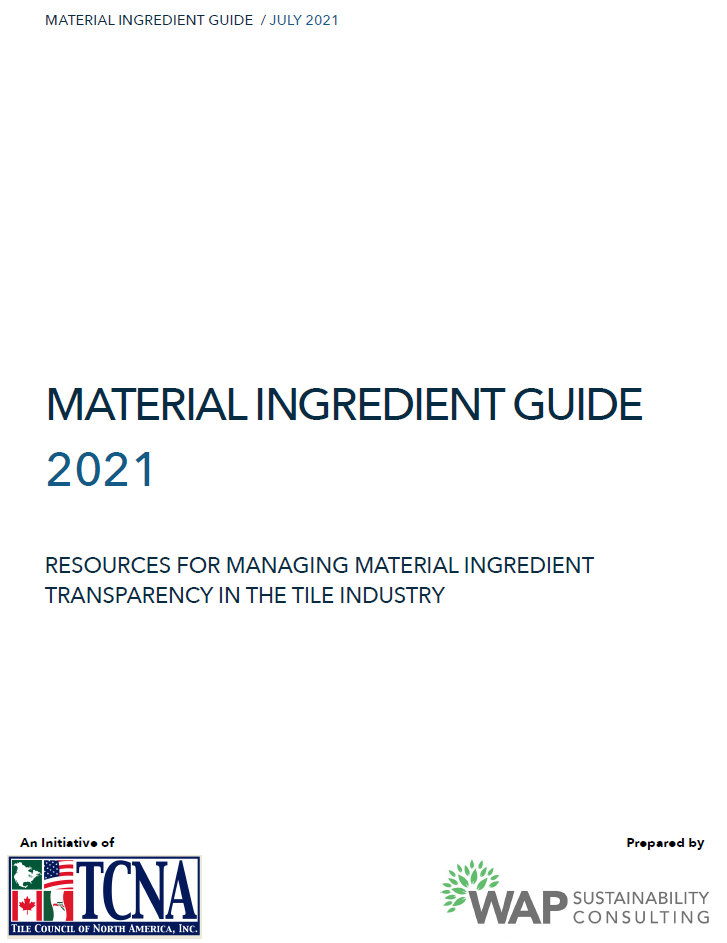 MATERIAL INGREDIENT GUIDE / JULY 2021
MATERIAL INGREDIENT GUIDE
2021
RESOURCES FOR MANAGING MATERIAL INGREDIENT
TRANSPARENCY IN THE TILE INDUSTRY
An Initiative of
Prepared by
TCNA
TILE COUNCIL OF NORTH AMERICA, INC.
WAP SUSTAINABILITY
CONSULTING